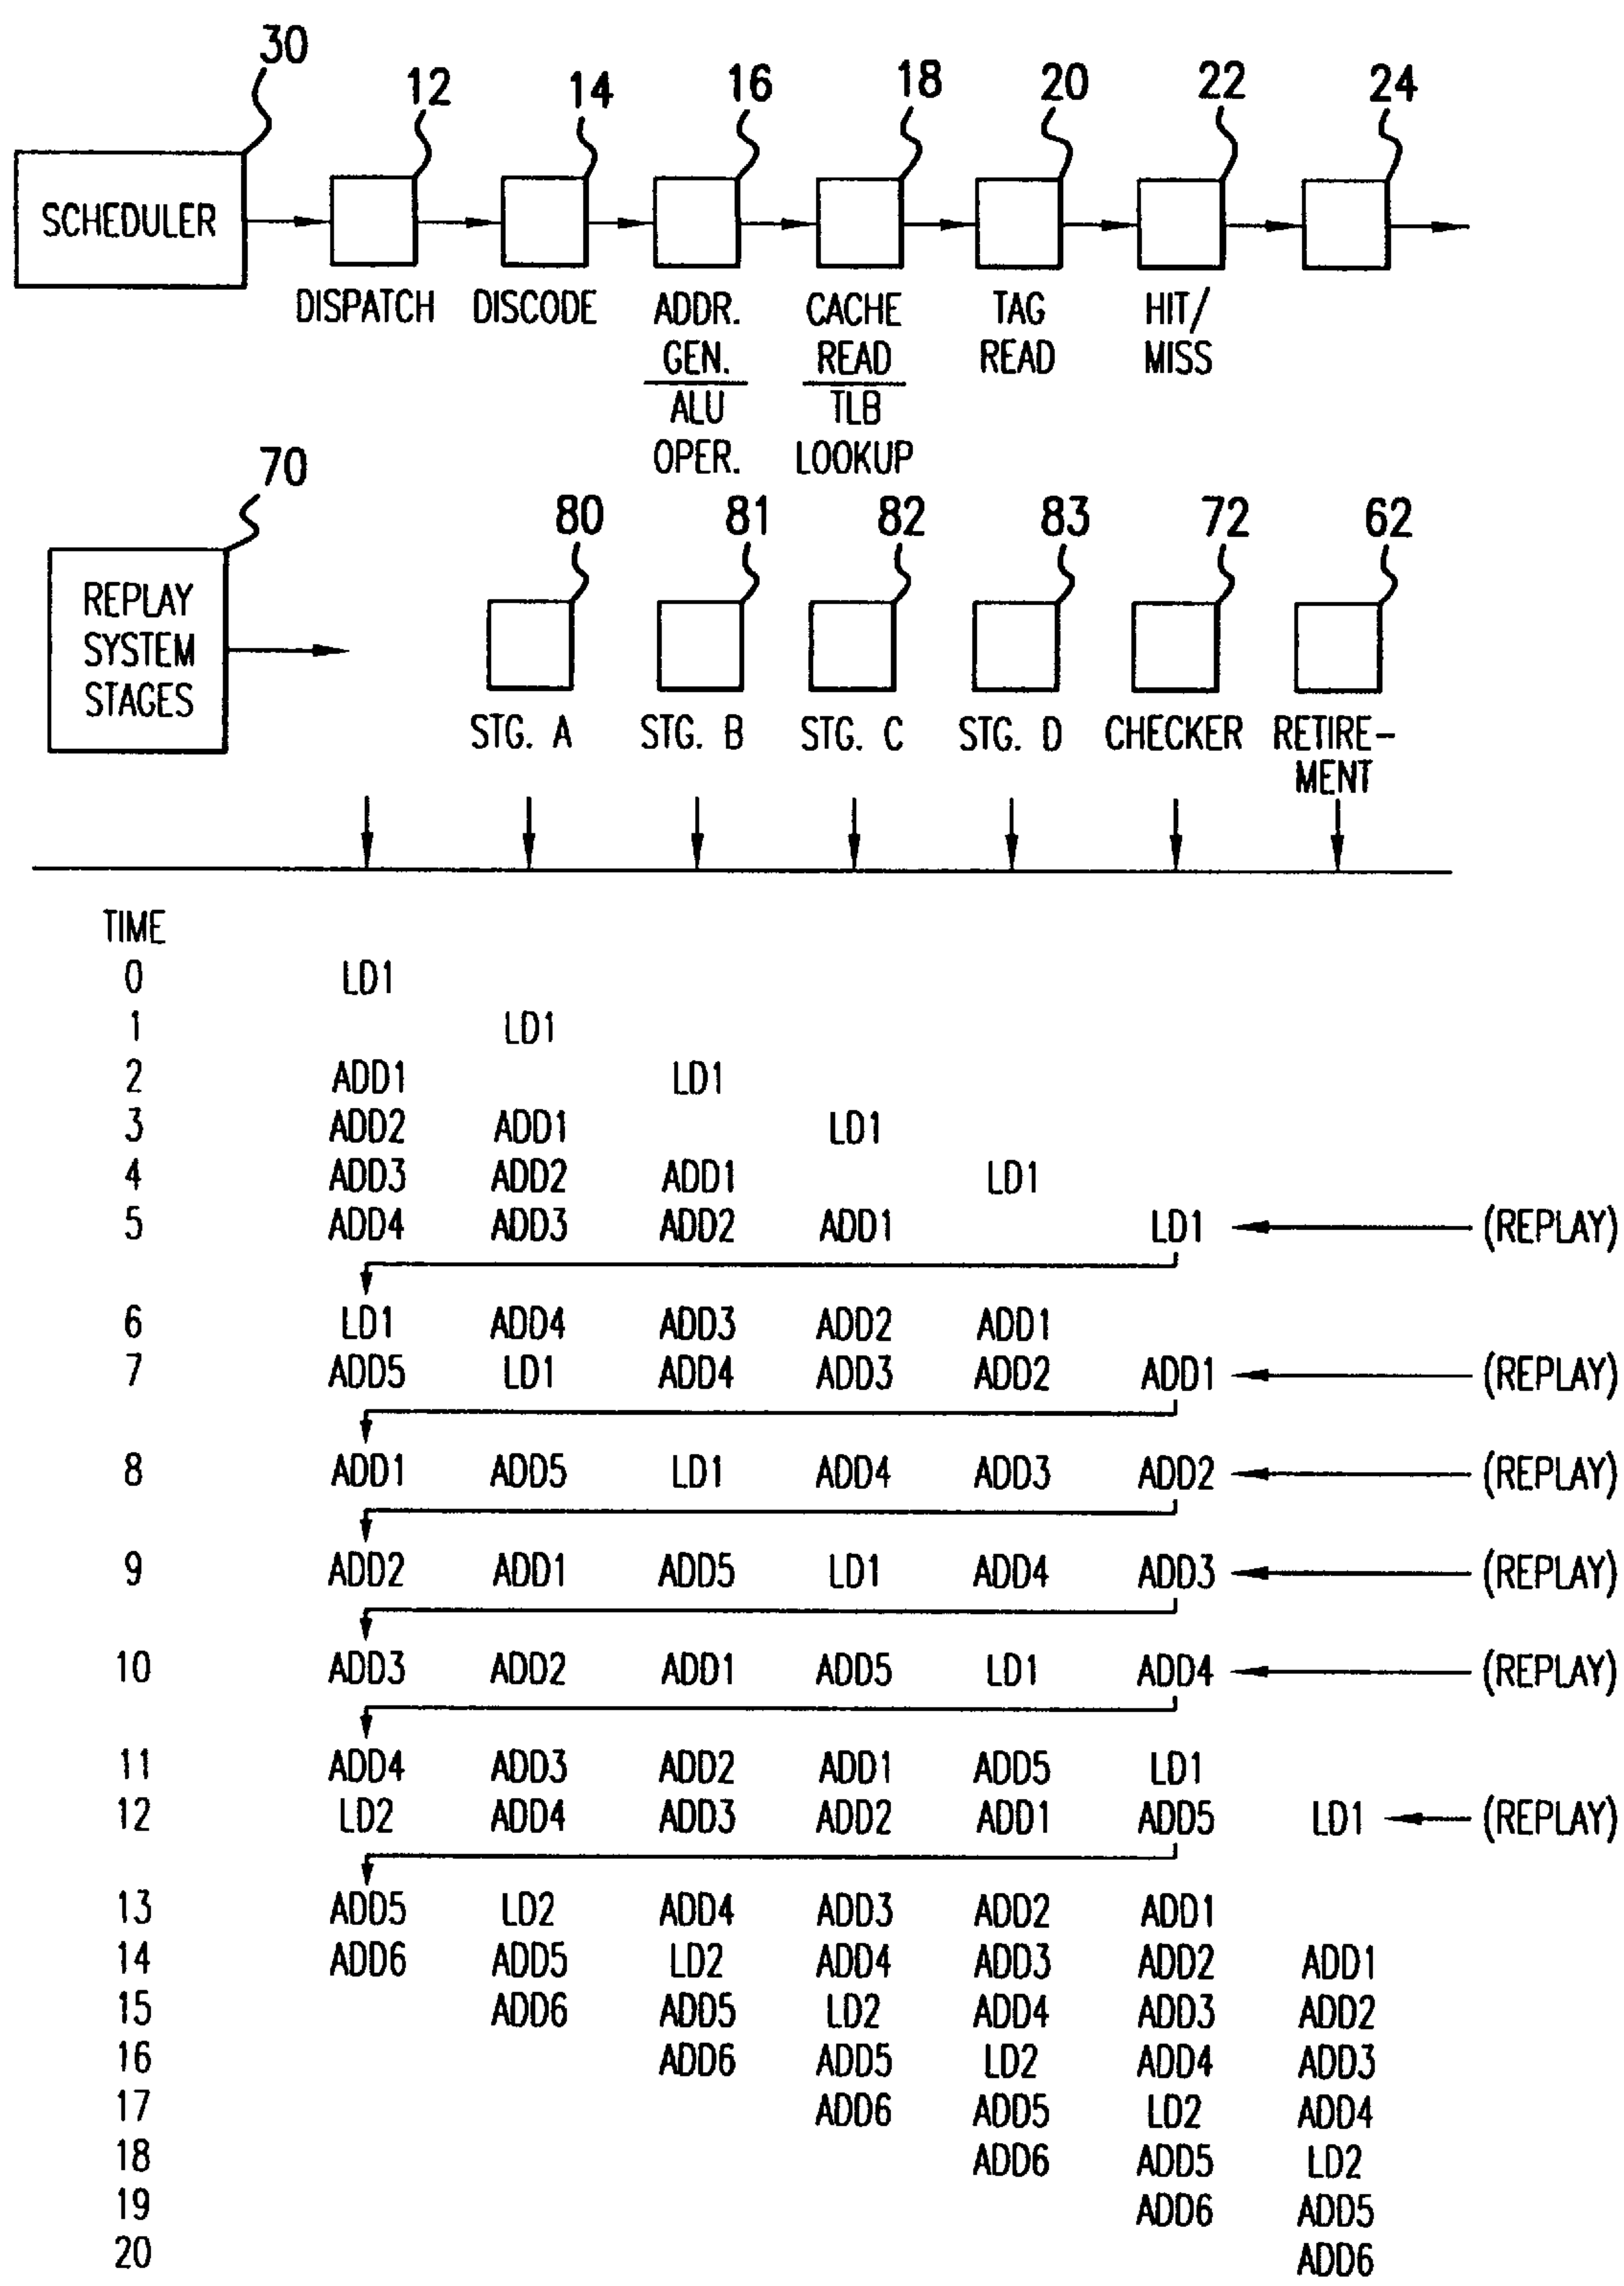 30 12 14 16 18 20 22 24
SCHEDULER
DISPATCH DISCODE ADDR. CACHE TAG HIT/
GEN. READ READ MISS
ALU TLB
OPER. LOOKUP
70 80 81 82 83 72 62
REPLAY
SYSTEM
STAGES
STG. A STG. B STG. C STG. D CHECKER RETIRE-
MENT
TIME
0 LD1
1 LD1
2 ADD1 LD1
3 ADD2 ADD1 LD1
4 ADD3 ADD2 ADD1 LD1
5 ADD4 ADD3 ADD2 ADD1 LD1 (REPLAY)
6 LD1 ADD4 ADD3 ADD2 ADD1
7 ADD5 LD1 ADD4 ADD3 ADD2 ADD1 (REPLAY)
8 ADD1 ADD5 LD1 ADD4 ADD3 ADD2 (REPLAY)
9 ADD2 ADD1 ADD5 LD1 ADD4 ADD3 (REPLAY)
10 ADD3 ADD2 ADD1 ADD5 LD1 ADD4 (REPLAY)
11 ADD4 ADD3 ADD2 ADD1 ADD5 LD1
12 LD2 ADD4 ADD3 ADD2 ADD1 ADD5 LD1 (REPLAY)
13 ADD5 LD2 ADD4 ADD3 ADD2 ADD1
14 ADD6 ADD5 LD2 ADD4 ADD3 ADD2 ADD1
15 ADD6 ADD5 LD2 ADD4 ADD3 ADD2
16 ADD6 ADD5 LD2 ADD4 ADD3
17 ADD6 ADD5 LD2 ADD4
18 ADD6 ADD5 LD2
19 ADD6 ADD5
20 ADD6